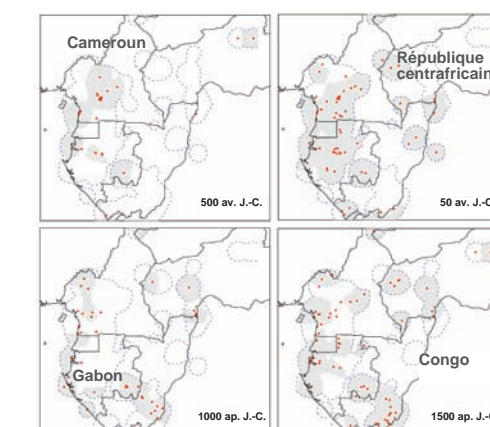 Cameroun
500 av. J.-C.
République
centrafricain
50 av. J.-C
Gabon
1000 ap. J.-C.
Congo
1500 ap. J.-C